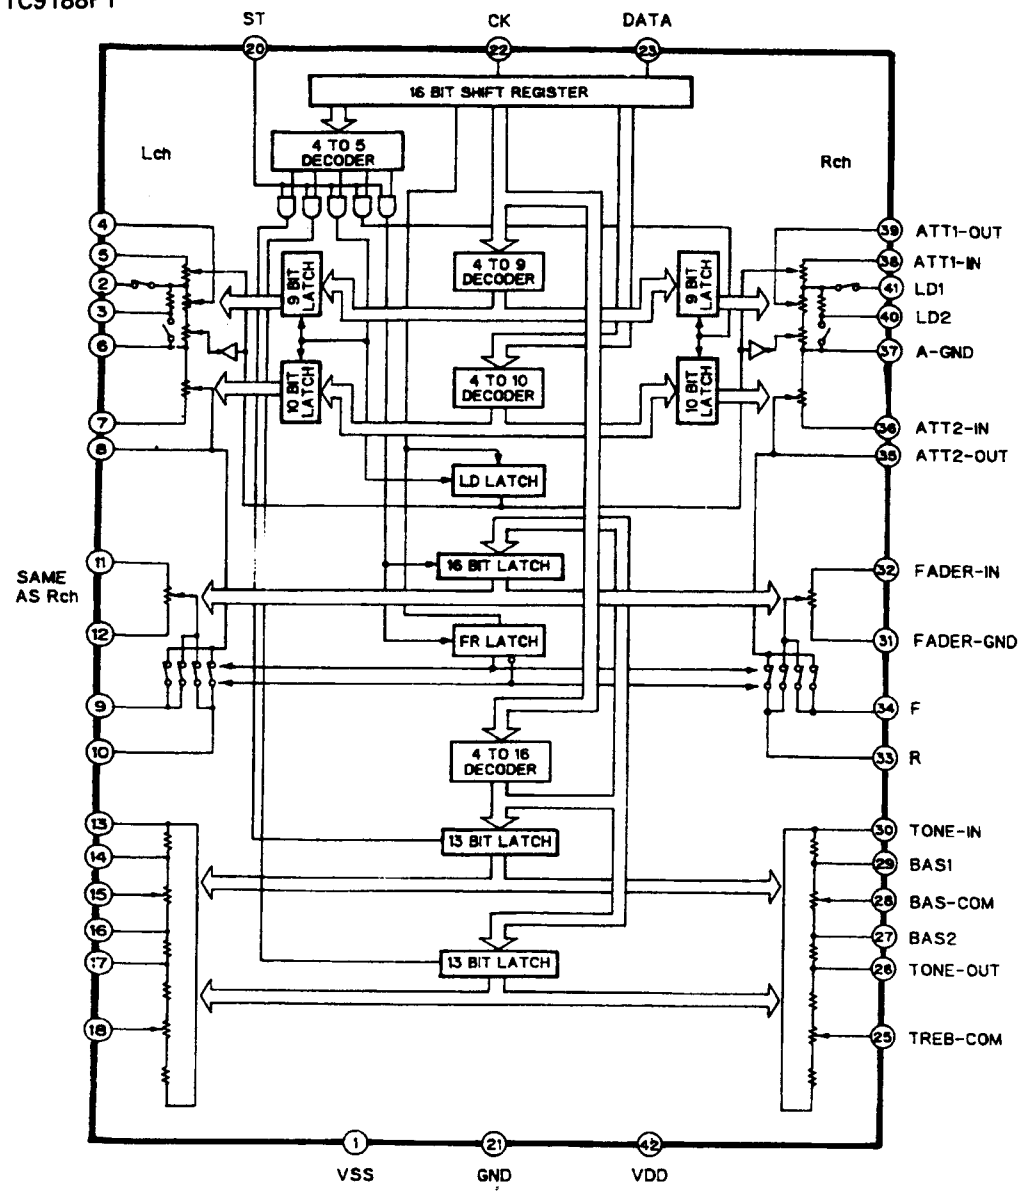 TC9188F1
ST
CK
DATA
20
22
23
16 BIT SHIFT REGISTER
4 TO 5
DECODER
Lch
Rch
4
39
ATT1-OUT
5
38
ATT1-IN
2
41
LD1
3
40
LD2
6
37
A-GND
7
36
ATT2-IN
8
35
ATT2-OUT
4 TO 9
DECODER
9 BIT
LATCH
9 BIT
LATCH
4 TO 10
DECODER
10 BIT
LATCH
10 BIT
LATCH
LD LATCH
16 BIT LATCH
SAME
AS Rch
11
32
FADER-IN
12
31
FADER-GND
FR LATCH
9
34
F
10
33
R
4 TO 16
DECODER
13
30
TONE-IN
13 BIT LATCH
14
29
BAS1
15
28
BAS-COM
16
27
BAS2
17
26
TONE-OUT
13 BIT LATCH
18
25
TREB-COM
1
21
42
VSS
GND
VDD